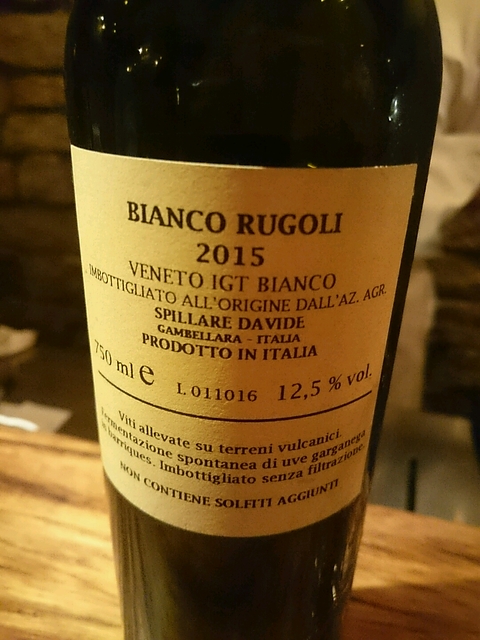 BIANCO RUGOLI
2015
VENETO IGT BIANCO
IMBOTTIGLIATO ALL'ORIGINE DALL'AZ. AGR.
SPILLARE DAVIDE
GAMBELLARA - ITALIA
PRODOTTO IN ITALIA
750 ml e L 011016 12,5 % vol.
Viti allevate su terreni vulcanici.
Fermentazione spontanea di uve garganega
in barriques. Imbottigliato senza filtrazione.
NON CONTIENE SOLFITI AGGIUNTI